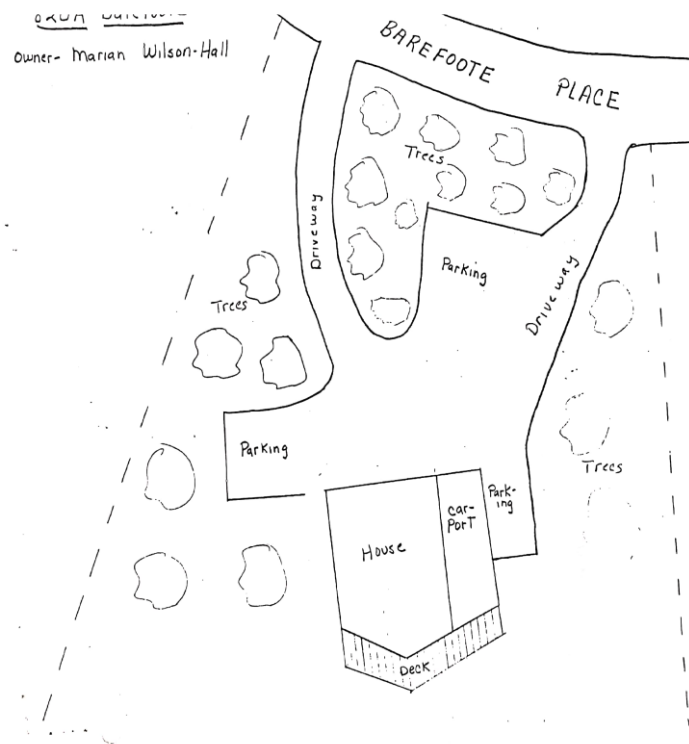 Owner- Marian Wilson-Hall
BAREFOOTE PLACE
Trees
Driveway
Parking
Driveway
Trees
Parking
Trees
Park-
ing
car-
PORT
House
Deck